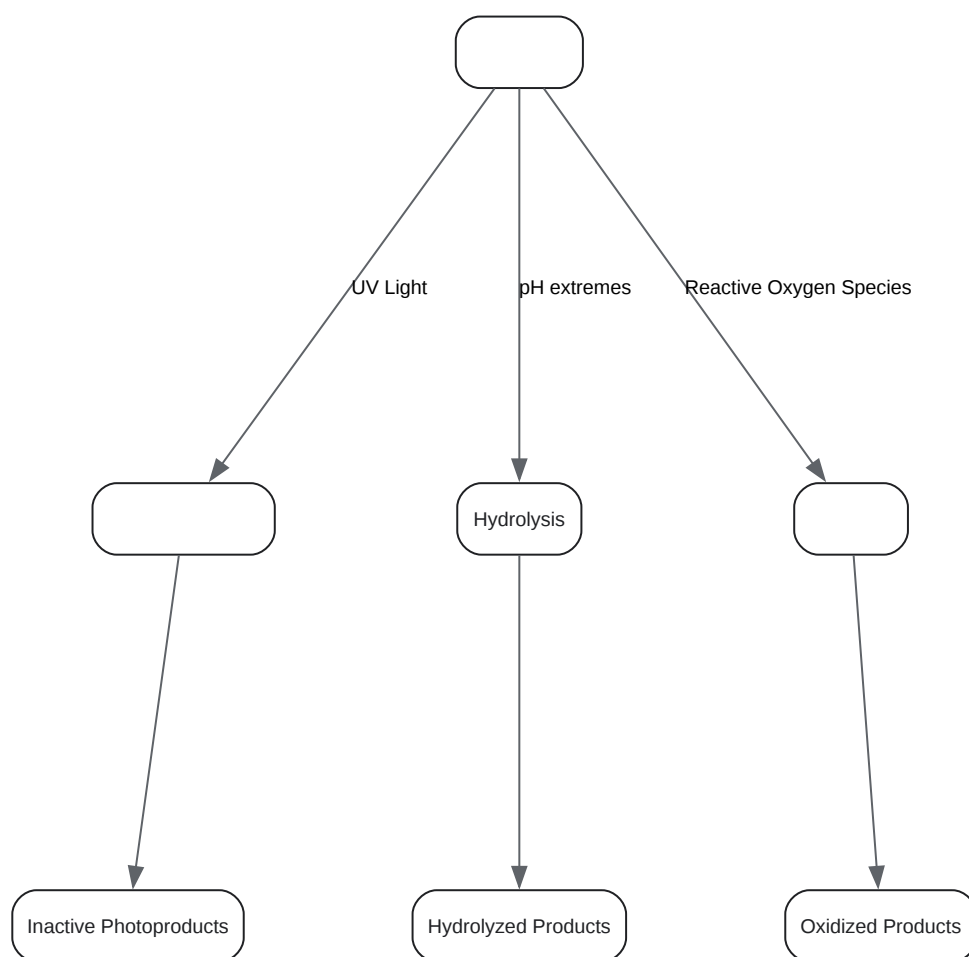 UV Light
pH extremes
Reactive Oxygen Species
Hydrolysis
Inactive Photoproducts
Hydrolyzed Products
Oxidized Products